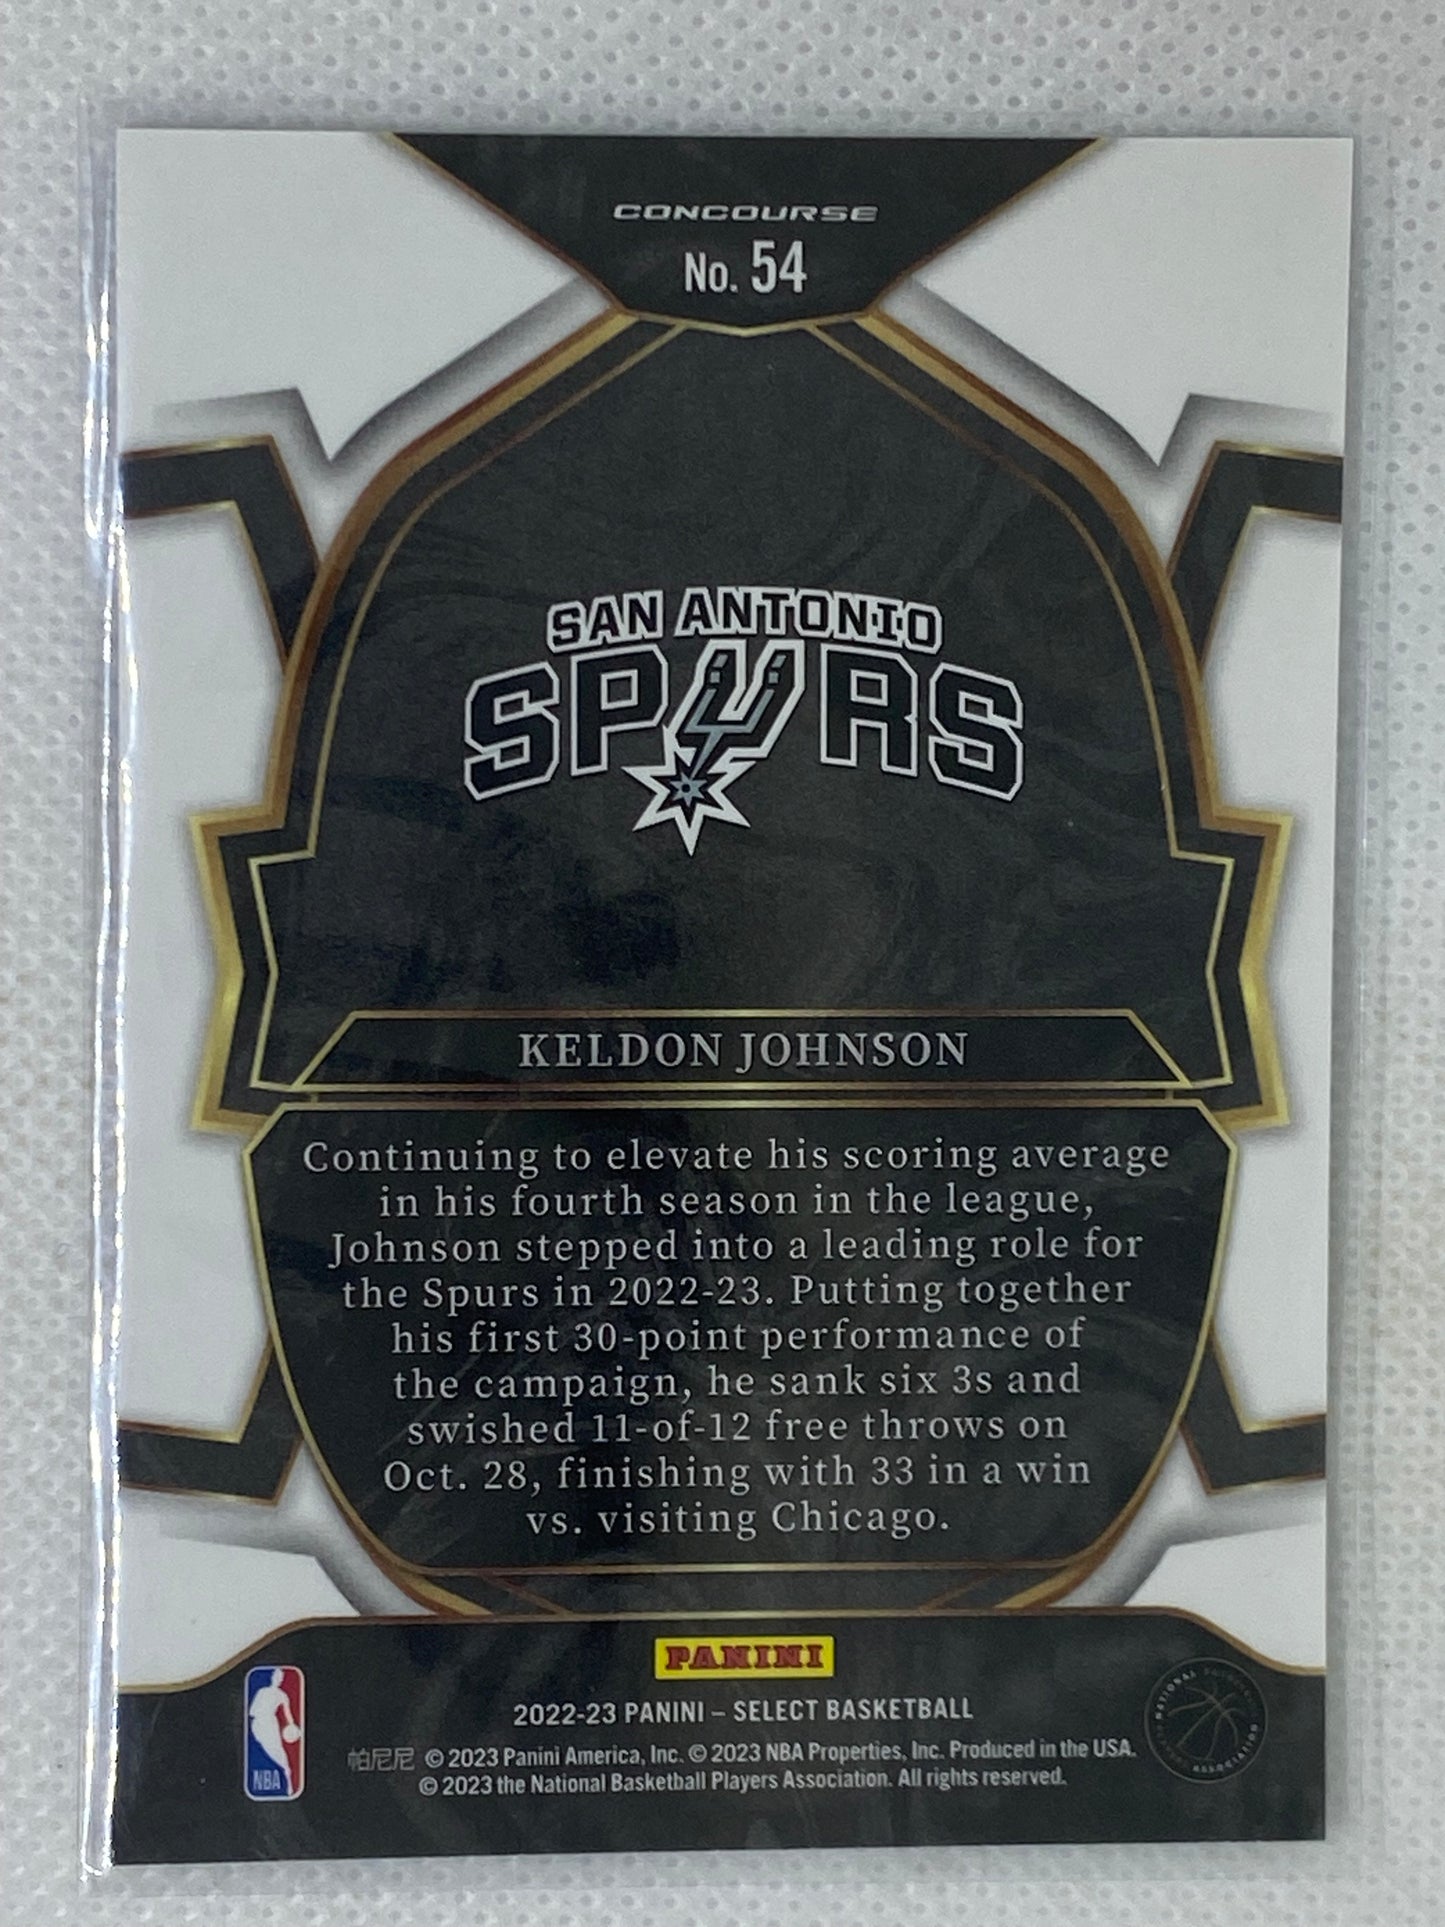 CONCOURSE
No. 54
SAN ANTONIO
SPURS
KELDON JOHNSON
Continuing to elevate his scoring average
in his fourth season in the league,
Johnson stepped into a leading role for
the Spurs in 2022-23. Putting together
his first 30-point performance of
the campaign, he sank six 3s and
swished 11-of-12 free throws on
Oct. 28, finishing with 33 in a win
vs. visiting Chicago.
PANINI
2022-23 PANINI – SELECT BASKETBALL
帕尼尼 © 2023 Panini America, Inc. © 2023 NBA Properties, Inc. Produced in the USA.
© 2023 the National Basketball Players Association. All rights reserved.
NBA
NATIONAL BASKETBALL PLAYERS ASSOCIATION